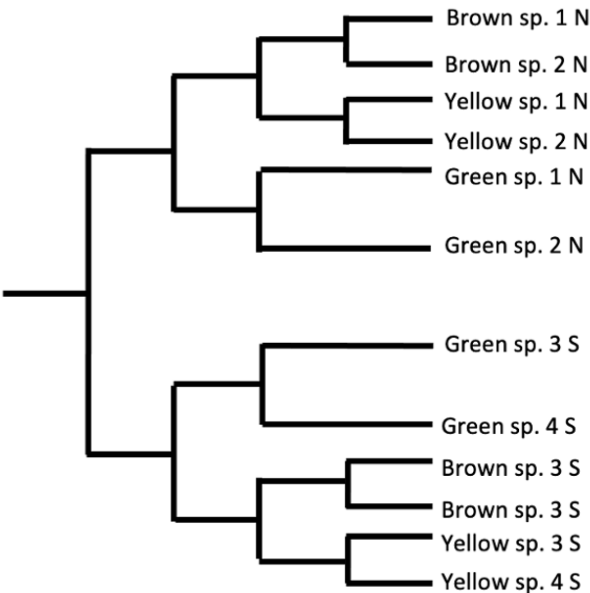 Brown sp. 1 N
Brown sp. 2 N
Yellow sp. 1 N
Yellow sp. 2 N
Green sp. 1 N
Green sp. 2 N
Green sp. 3 S
Green sp. 4 S
Brown sp. 3 S
Brown sp. 3 S
Yellow sp. 3 S
Yellow sp. 4 S